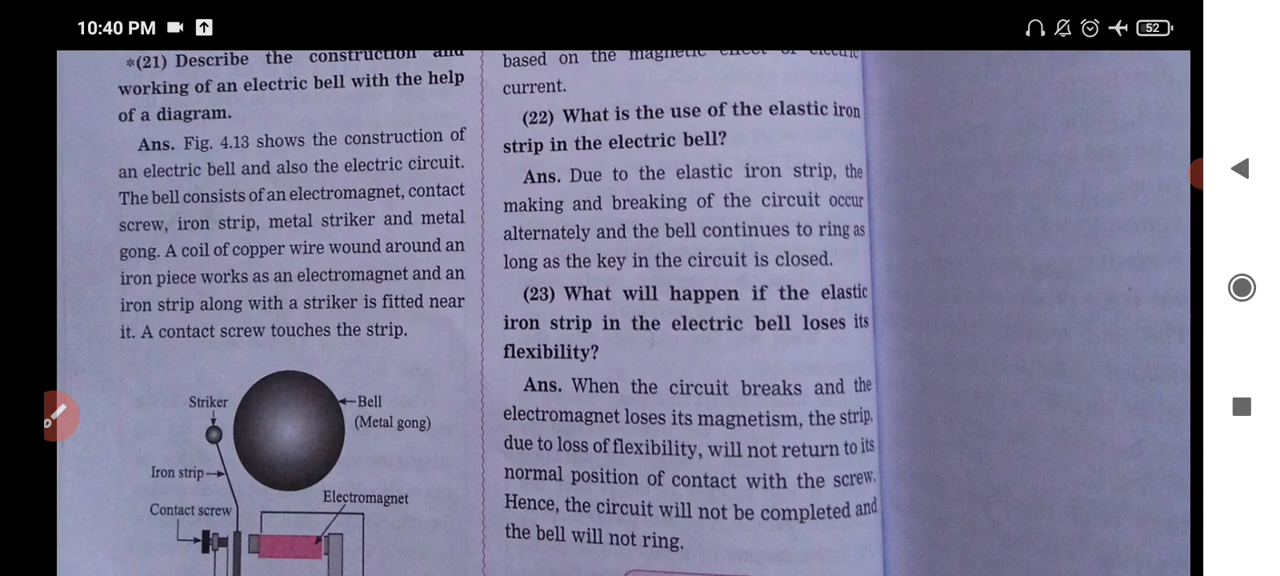 10:40 PM
52
*(21) Describe the construction and
working of an electric bell with the help
of a diagram.
Ans. Fig. 4.13 shows the construction of
an electric bell and also the electric circuit.
The bell consists of an electromagnet, contact
screw, iron strip, metal striker and metal
gong. A coil of copper wire wound around an
iron piece works as an electromagnet and an
iron strip along with a striker is fitted near
it. A contact screw touches the strip.
Striker
Bell
(Metal gong)
Iron strip
Electromagnet
Contact screw
based on the magnetic effect of electric
current.
(22) What is the use of the elastic iron
strip in the electric bell?
Ans. Due to the elastic iron strip, the
making and breaking of the circuit occur
alternately and the bell continues to ring as
long as the key in the circuit is closed.
(23) What will happen if the elastic
iron strip in the electric bell loses its
flexibility?
Ans. When the circuit breaks and the
electromagnet loses its magnetism, the strip,
due to loss of flexibility, will not return to its
normal position of contact with the screw.
Hence, the circuit will not be completed and
the bell will not ring.